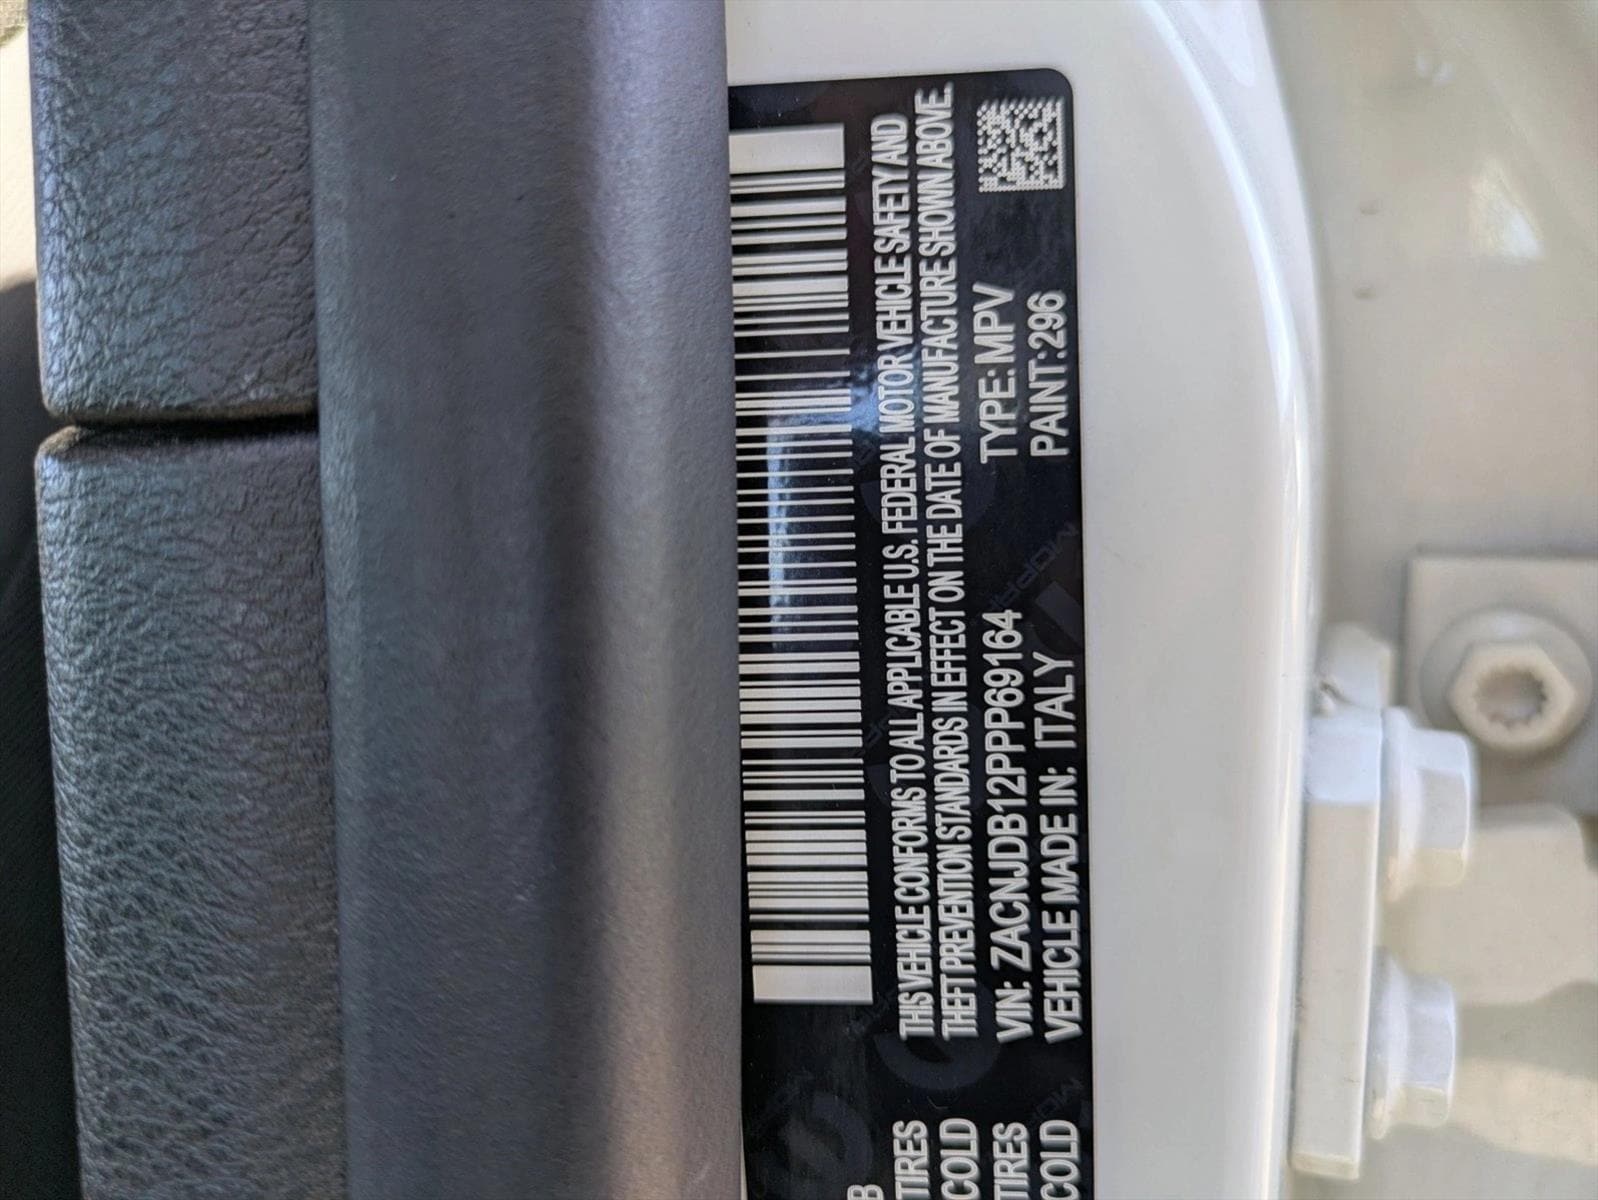 THIS VEHICLE CONFORMS TO ALL APPLICABLE U.S. FEDERAL MOTOR VEHICLE SAFETY AND
THEFT PREVENTION STANDARDS IN EFFECT ON THE DATE OF MANUFACTURE SHOWN ABOVE.
VIN: ZACNJDB12PPP69164 TYPE: MPV
VEHICLE MADE IN: ITALY PAINT: 296
B
TIRES
COLD
TIRES
COLD
MOPAR